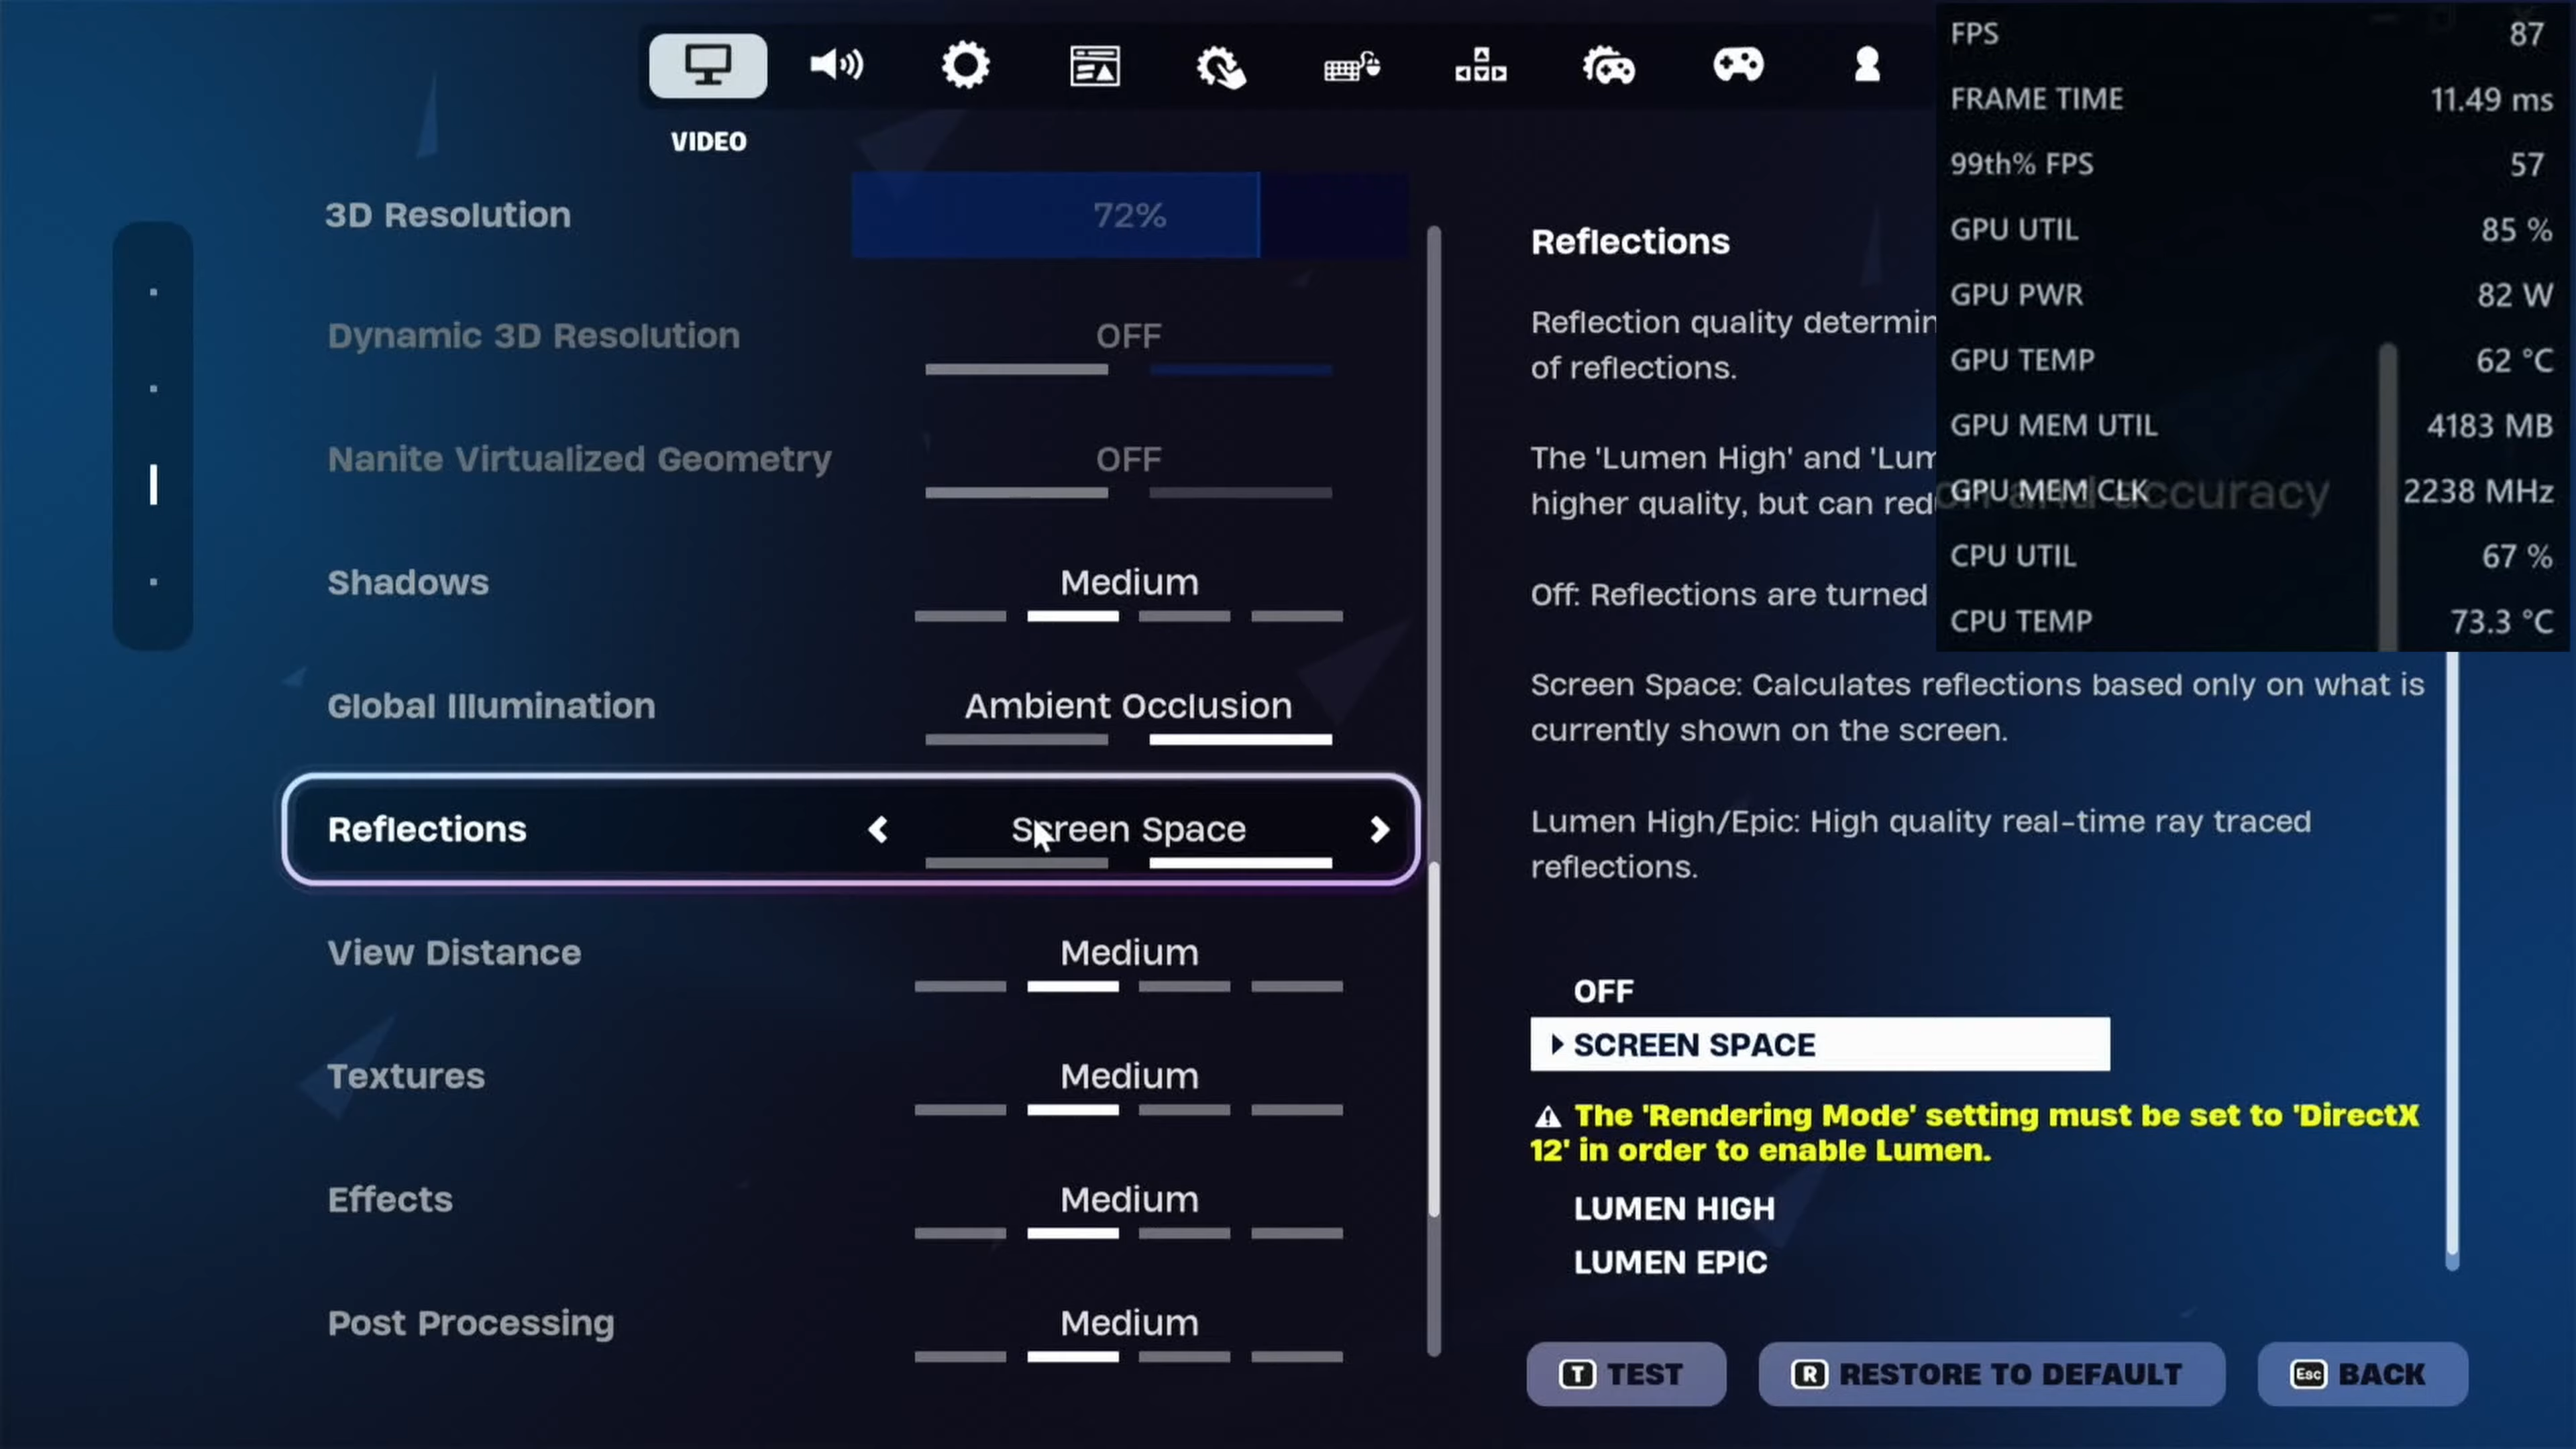 VIDEO
3D Resolution 72%
Dynamic 3D Resolution OFF
Nanite Virtualized Geometry OFF
Shadows Medium
Global Illumination Ambient Occlusion
Reflections Screen Space
View Distance Medium
Textures Medium
Effects Medium
Post Processing Medium
Reflections
Reflection quality determin
of reflections.
The 'Lumen High' and 'Lum
higher quality, but can red
on and accuracy
Off: Reflections are turned
Screen Space: Calculates reflections based only on what is
currently shown on the screen.
Lumen High/Epic: High quality real-time ray traced
reflections.
OFF
SCREEN SPACE
The 'Rendering Mode' setting must be set to 'DirectX
12' in order to enable Lumen.
LUMEN HIGH
LUMEN EPIC
T TEST
R RESTORE TO DEFAULT
Esc BACK
FPS 87
FRAME TIME 11.49 ms
99th% FPS 57
GPU UTIL 85 %
GPU PWR 82 W
GPU TEMP 62 °C
GPU MEM UTIL 4183 MB
GPU MEM CLK 2238 MHz
CPU UTIL 67 %
CPU TEMP 73.3 °C